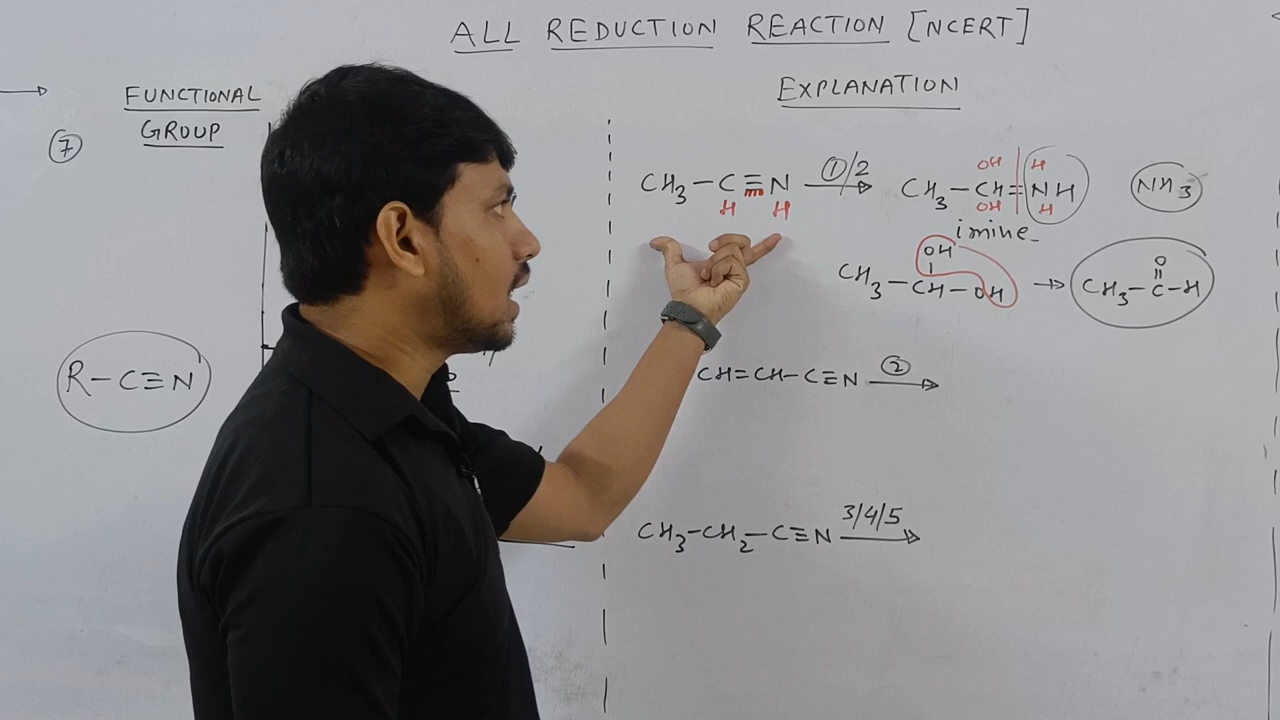 ALL REDUCTION REACTION [NCERT]
FUNCTIONAL
GROUP
7
R-C≡N
EXPLANATION
CH3-C≡N ①/2 CH3-CH=NH NH3
H H
OH H
OH H
imine
OH
CH3-CH-OH → CH3-C-H
O
CH=CH-C≡N ②
CH3-CH2-C≡N 3/4/5